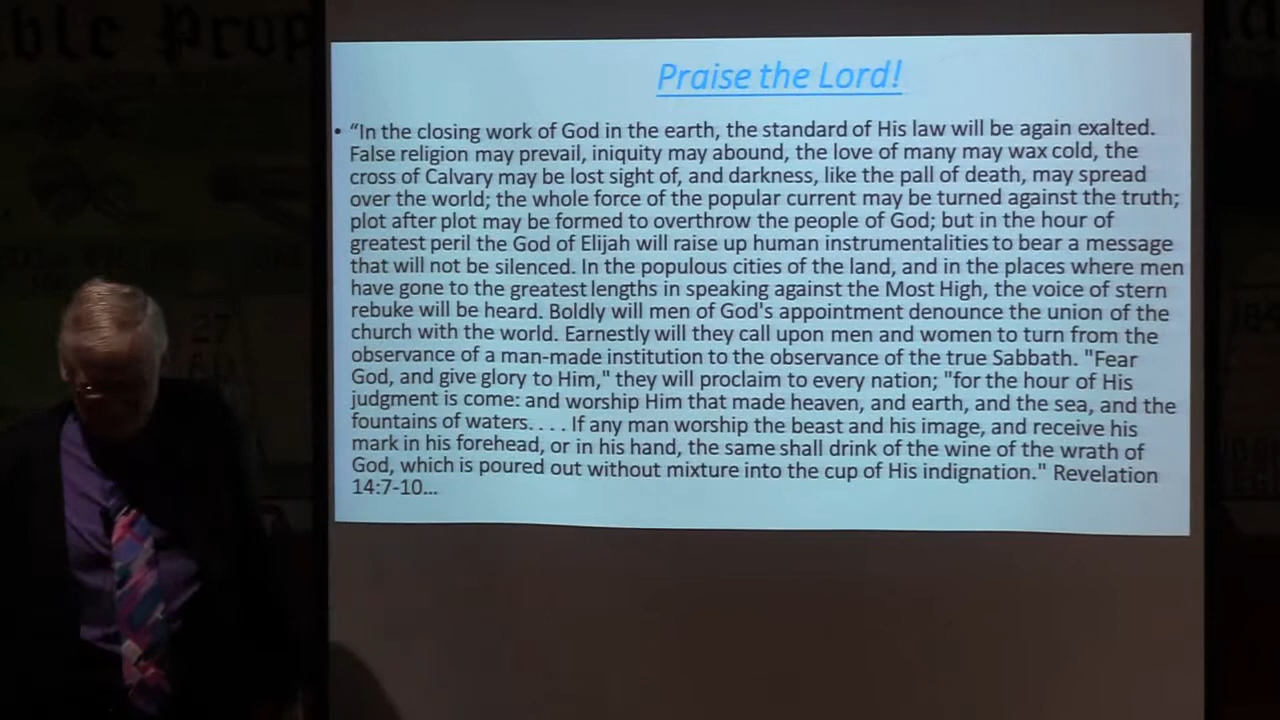 ble Prop
Praise the Lord!
• “In the closing work of God in the earth, the standard of His law will be again exalted.
False religion may prevail, iniquity may abound, the love of many may wax cold, the
cross of Calvary may be lost sight of, and darkness, like the pall of death, may spread
over the world; the whole force of the popular current may be turned against the truth;
plot after plot may be formed to overthrow the people of God; but in the hour of
greatest peril the God of Elijah will raise up human instrumentalities to bear a message
that will not be silenced. In the populous cities of the land, and in the places where men
have gone to the greatest lengths in speaking against the Most High, the voice of stern
rebuke will be heard. Boldly will men of God's appointment denounce the union of the
church with the world. Earnestly will they call upon men and women to turn from the
observance of a man-made institution to the observance of the true Sabbath. "Fear
God, and give glory to Him," they will proclaim to every nation; "for the hour of His
judgment is come: and worship Him that made heaven, and earth, and the sea, and the
fountains of waters. . . . If any man worship the beast and his image, and receive his
mark in his forehead, or in his hand, the same shall drink of the wine of the wrath of
God, which is poured out without mixture into the cup of His indignation." Revelation
14:7-10...
27
AD